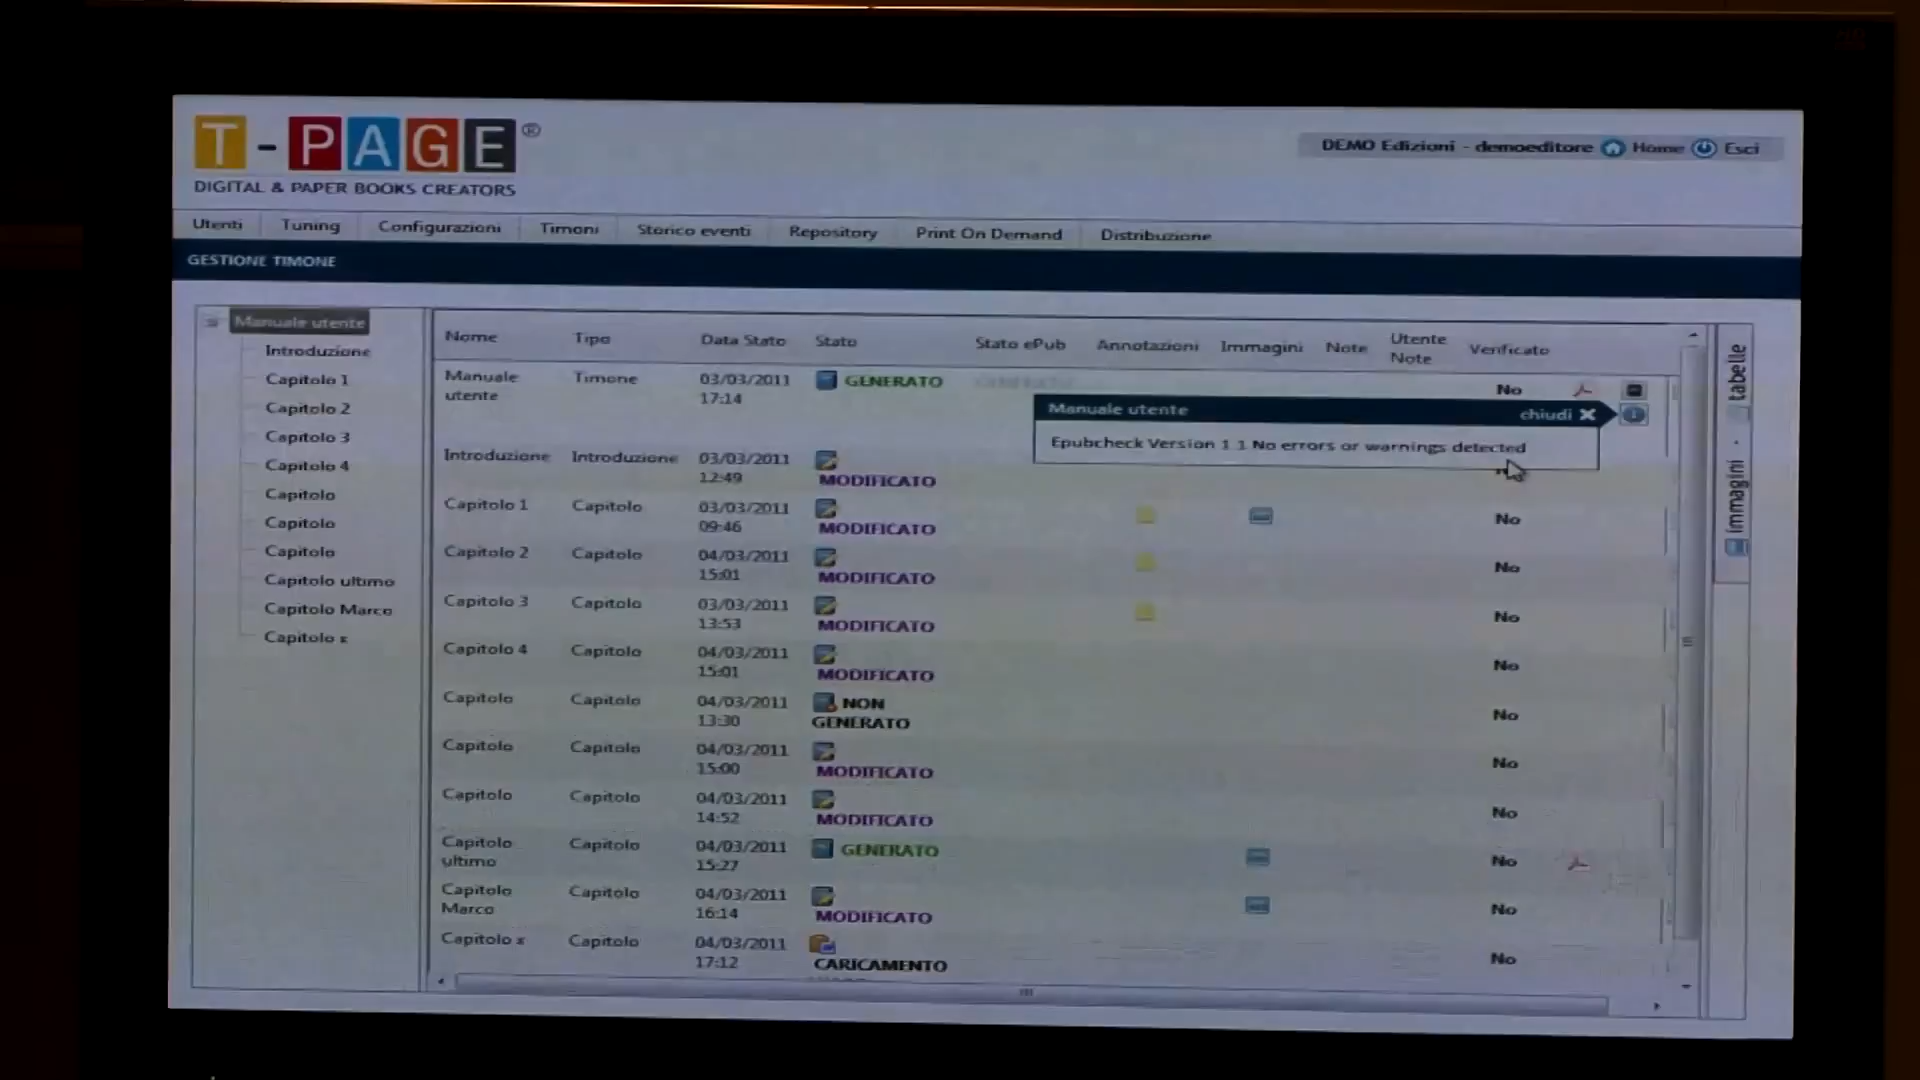 T-PAGE®
DIGITAL & PAPER BOOKS CREATORS
DEMO Edizioni - demoeditore Home Esci
Utenti Tuning Configurazioni Timoni Storico eventi Repository Print On Demand Distribuzione
GESTIONE TIMONE
Manuale utente
Introduzione
Capitolo 1
Capitolo 2
Capitolo 3
Capitolo 4
Capitolo
Capitolo
Capitolo
Capitolo ultimo
Capitolo Marco
Capitolo x
Nome Tipo Data Stato Stato Stato ePub Annotazioni Immagini Note Utente Note Verificato
Manuale utente Timone 03/03/2011 17:14 GENERATO No
Manuale utente chiudi
Epubcheck Version 1 1 No errors or warnings detected
Introduzione Introduzione 03/03/2011 12:49 MODIFICATO
Capitolo 1 Capitolo 03/03/2011 09:46 MODIFICATO No
Capitolo 2 Capitolo 04/03/2011 15:01 MODIFICATO No
Capitolo 3 Capitolo 03/03/2011 13:53 MODIFICATO No
Capitolo 4 Capitolo 04/03/2011 15:01 MODIFICATO No
Capitolo Capitolo 04/03/2011 13:30 NON GENERATO No
Capitolo Capitolo 04/03/2011 15:00 MODIFICATO No
Capitolo Capitolo 04/03/2011 14:52 MODIFICATO No
Capitolo ultimo Capitolo 04/03/2011 15:27 GENERATO No
Capitolo Marco Capitolo 04/03/2011 16:14 MODIFICATO No
Capitolo x Capitolo 04/03/2011 17:12 CARICAMENTO No
immagini - tabelle